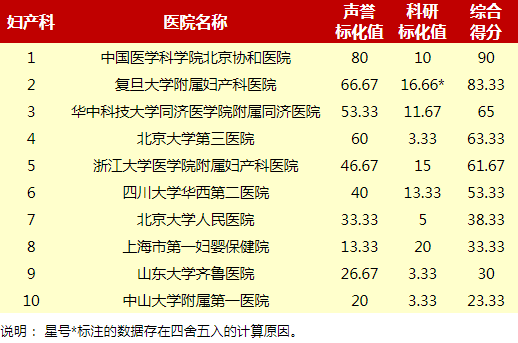 妇产科 医院名称 声誉标化值 科研标化值 综合得分
1 中国医学科学院北京协和医院 80 10 90
2 复旦大学附属妇产科医院 66.67 16.66* 83.33
3 华中科技大学同济医学院附属同济医院 53.33 11.67 65
4 北京大学第三医院 60 3.33 63.33
5 浙江大学医学院附属妇产科医院 46.67 15 61.67
6 四川大学华西第二医院 40 13.33 53.33
7 北京大学人民医院 33.33 5 38.33
8 上海市第一妇婴保健院 13.33 20 33.33
9 山东大学齐鲁医院 26.67 3.33 30
10 中山大学附属第一医院 20 3.33 23.33
说明： 星号*标注的数据存在四舍五入的计算原因。